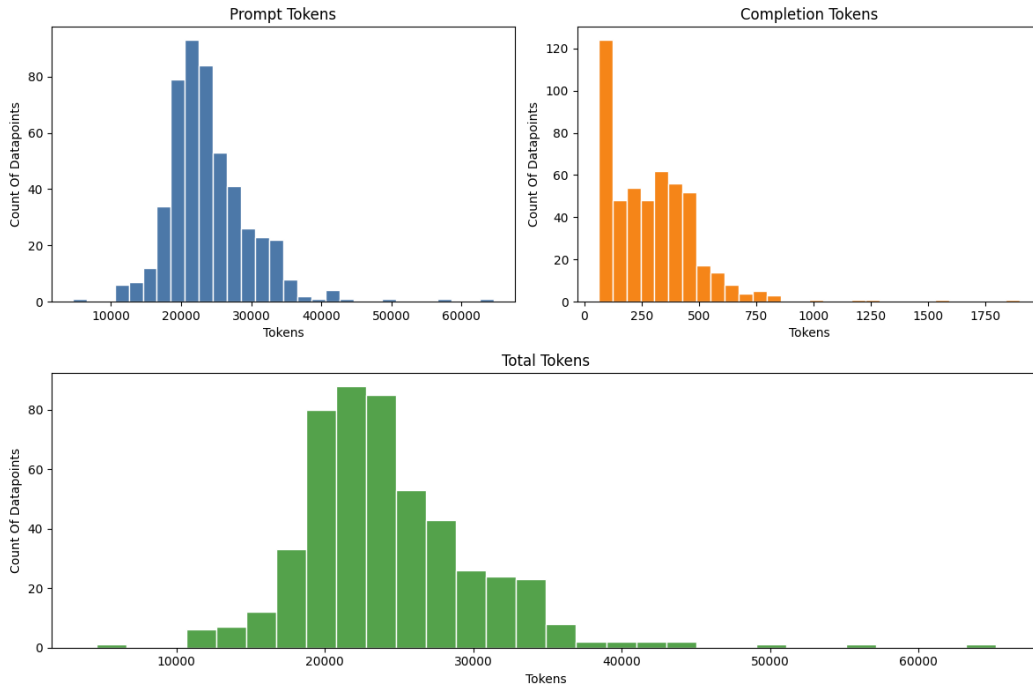 Prompt Tokens
Count Of Datapoints
80
60
40
20
0
10000 20000 30000 40000 50000 60000
Tokens
Completion Tokens
Count Of Datapoints
120
100
80
60
40
20
0
0 250 500 750 1000 1250 1500 1750
Tokens
Total Tokens
Count Of Datapoints
80
60
40
20
0
10000 20000 30000 40000 50000 60000
Tokens